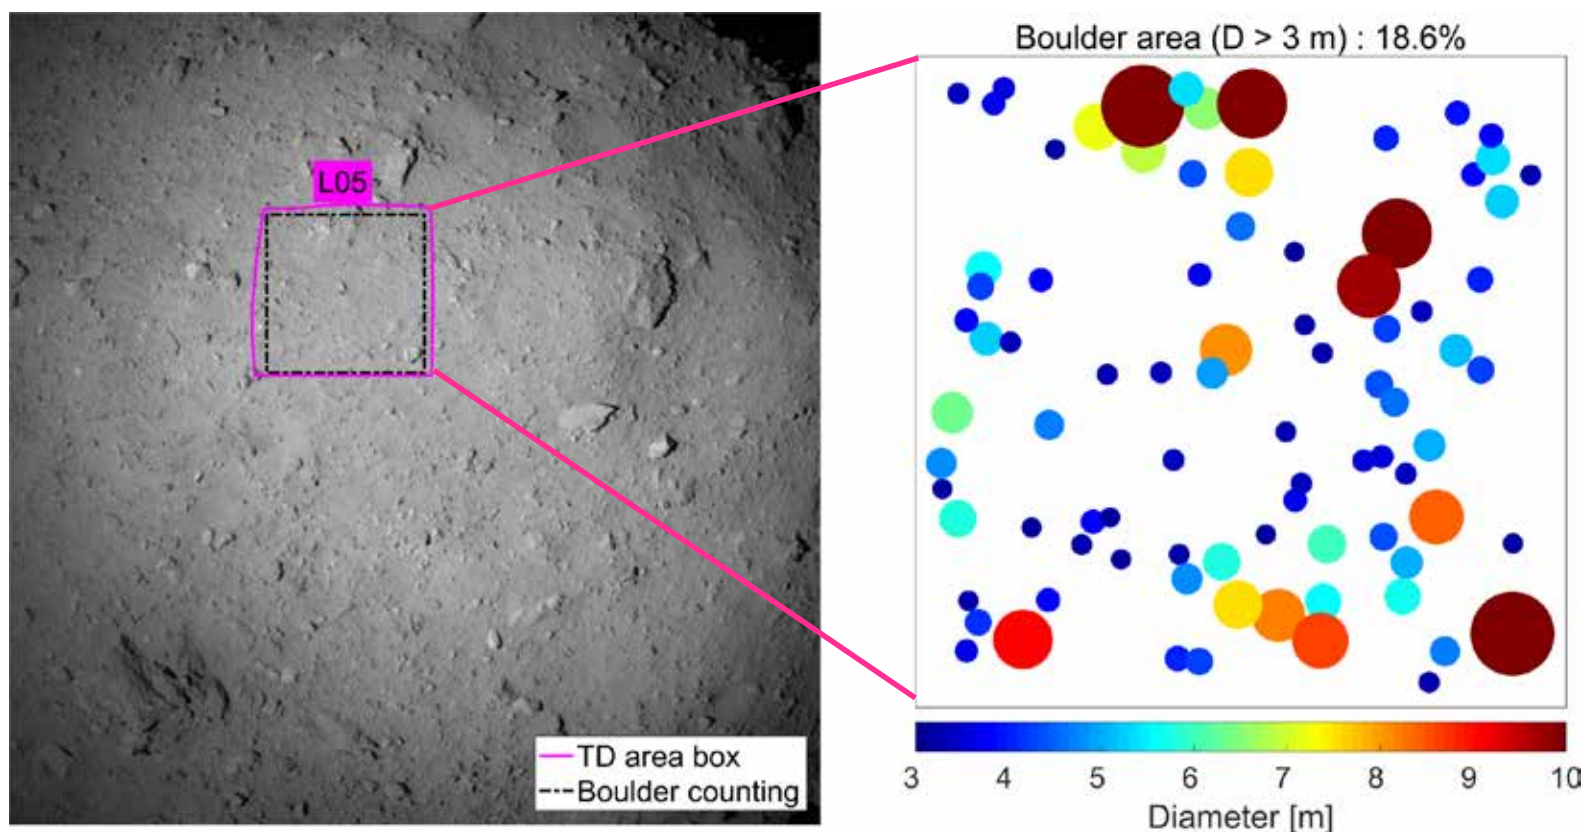 L05
TD area box
Boulder counting
Boulder area (D > 3 m) : 18.6%
3 4 5 6 7 8 9 10
Diameter [m]